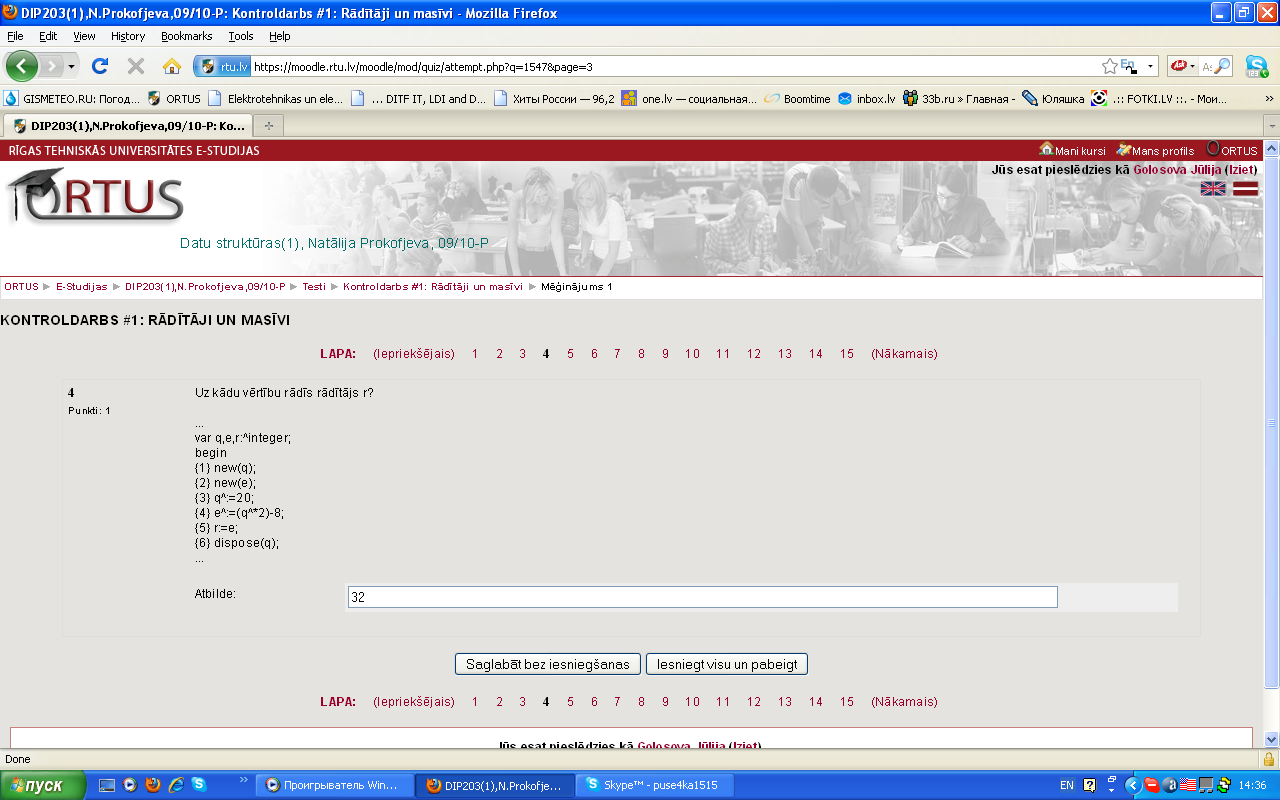 DIP203(1),N.Prokofjeva,09/10-P: Kontroldarbs #1: Rādītāji un masīvi - Mozilla Firefox
File Edit View History Bookmarks Tools Help
rtu.lv https://moodle.rtu.lv/moodle/mod/quiz/attempt.php?q=1547&page=3
GISMETEO.RU: Погод... ORTUS Elektrotehnikas un ele... ... DITF IT, LDI and D... Хиты России — 96,2 one.lv — социальная... Boomtime inbox.lv 33b.ru » Главная - Юляшка .:: FOTKI.LV ::. - Мои... »
DIP203(1),N.Prokofjeva,09/10-P: Ko...
RĪGAS TEHNISKĀS UNIVERSITĀTES E-STUDIJAS Mani kursi Mans profils ORTUS
Jūs esat pieslēdzies kā Golosova Jūlija (Iziet)
ORTUS
Datu struktūras(1), Natālija Prokofjeva, 09/10-P
ORTUS ► E-Studijas ► DIP203(1),N.Prokofjeva,09/10-P ► Testi ► Kontroldarbs #1: Rādītāji un masīvi ► Mēģinājums 1
KONTROLDARBS #1: RĀDĪTĀJI UN MASĪVI
LAPA: (Iepriekšējais) 1 2 3 4 5 6 7 8 9 10 11 12 13 14 15 (Nākamais)
4 Uz kādu vērtību rādīs rādītājs r?
Punkti: 1
...
var q,e,r:^integer;
begin
{1} new(q);
{2} new(e);
{3} q^:=20;
{4} e^:=(q^*2)-8;
{5} r:=e;
{6} dispose(q);
...
Atbilde: 32
Saglabāt bez iesniegšanas Iesniegt visu un pabeigt
LAPA: (Iepriekšējais) 1 2 3 4 5 6 7 8 9 10 11 12 13 14 15 (Nākamais)
Jūs esat pieslēdzies kā Golosova Jūlija (Iziet)
Done
пуск » Проигрыватель Win... DIP203(1),N.Prokofje... Skype™ - puse4ka1515 EN 14:36